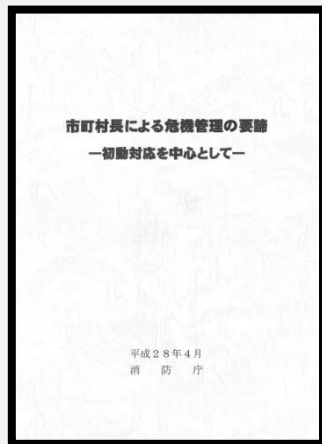 市町村長による危機管理の要諦
―初動対応を中心として―
平成28年4月
消 防 庁